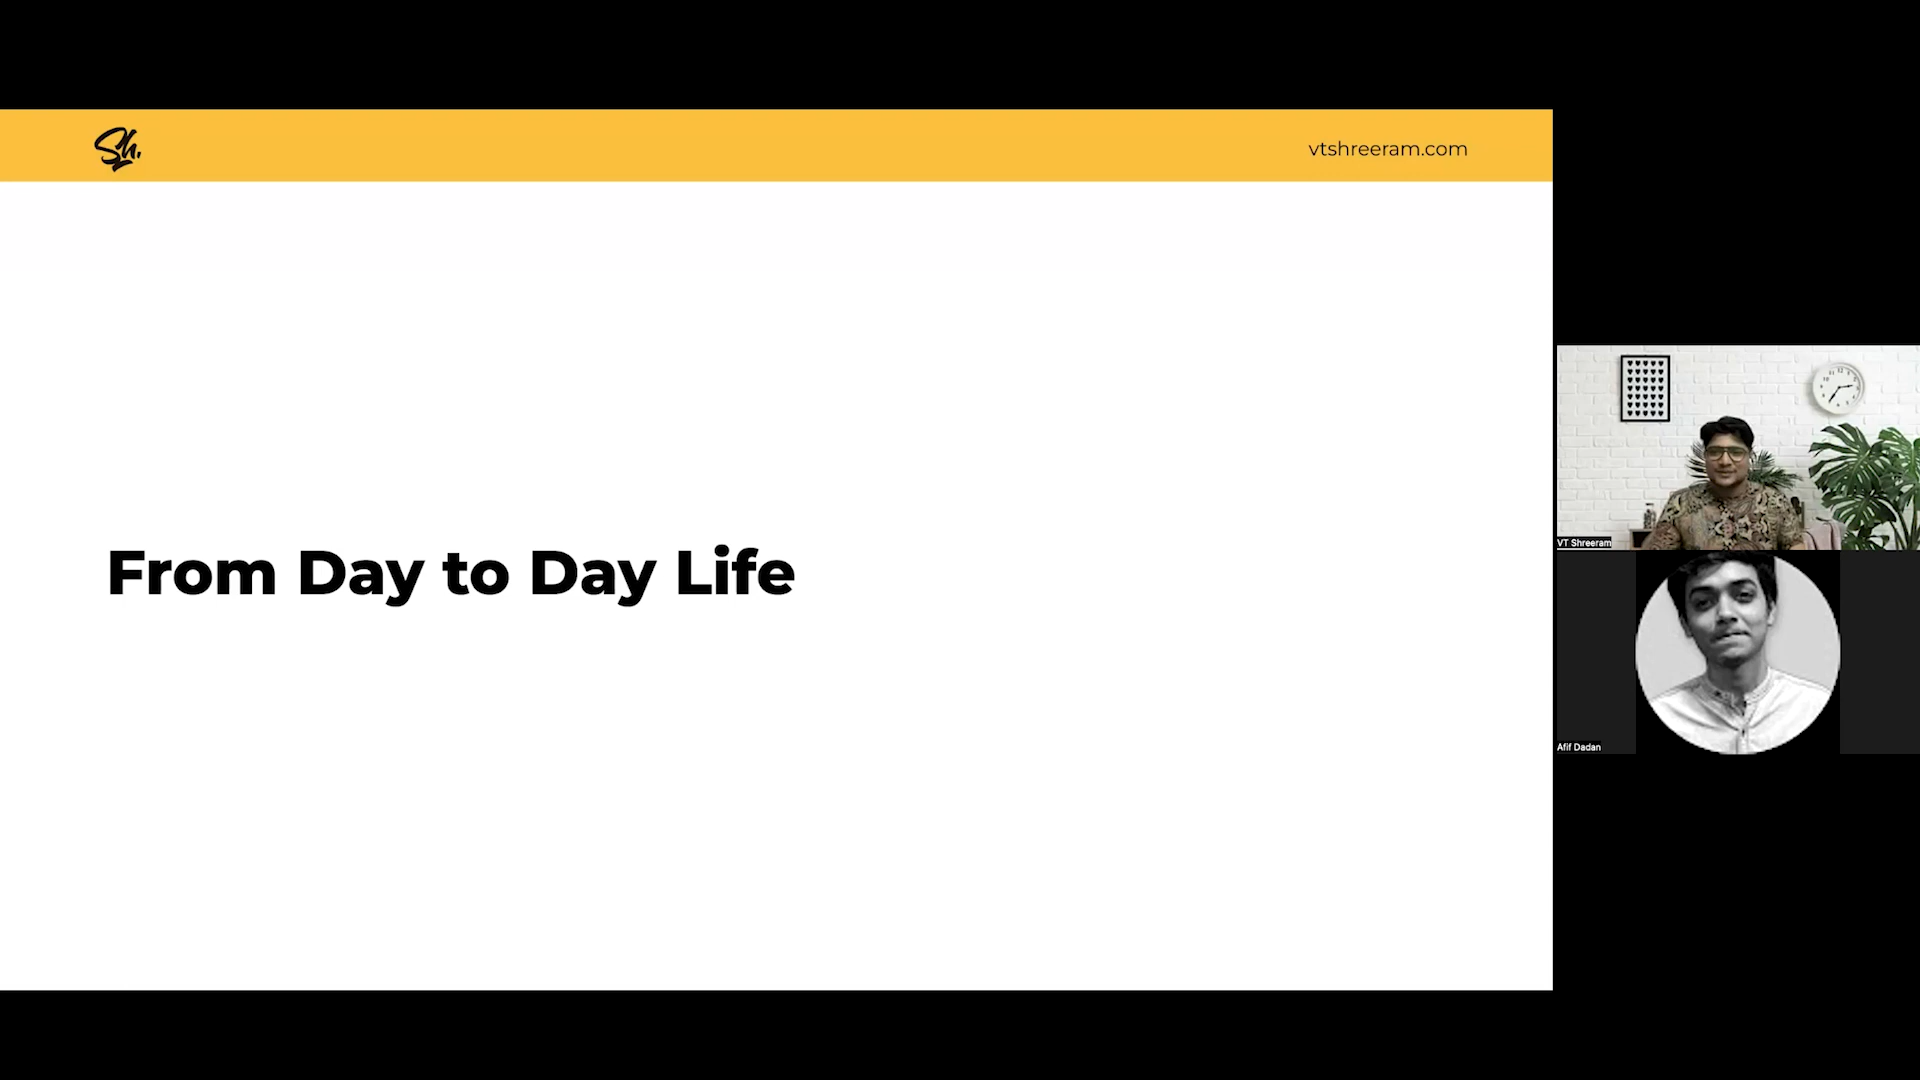 Sh.
vtshreeram.com
From Day to Day Life
VT Shreeram
Afif Dadan